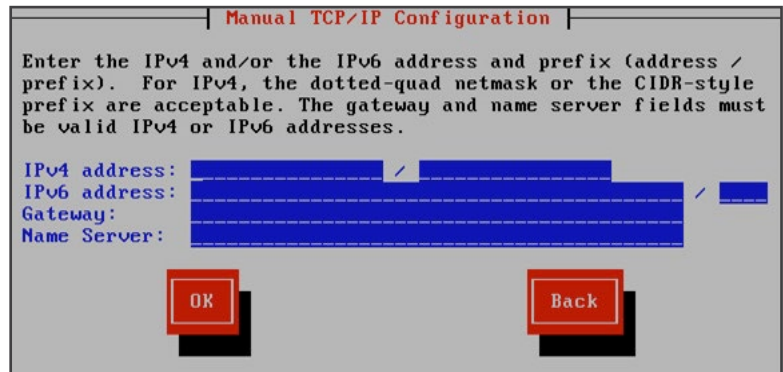 Manual TCP/IP Configuration
Enter the IPv4 and/or the IPv6 address and prefix (address /
prefix). For IPv4, the dotted-quad netmask or the CIDR-style
prefix are acceptable. The gateway and name server fields must
be valid IPv4 or IPv6 addresses.
IPv4 address: /
IPv6 address: /
Gateway:
Name Server:
OK Back